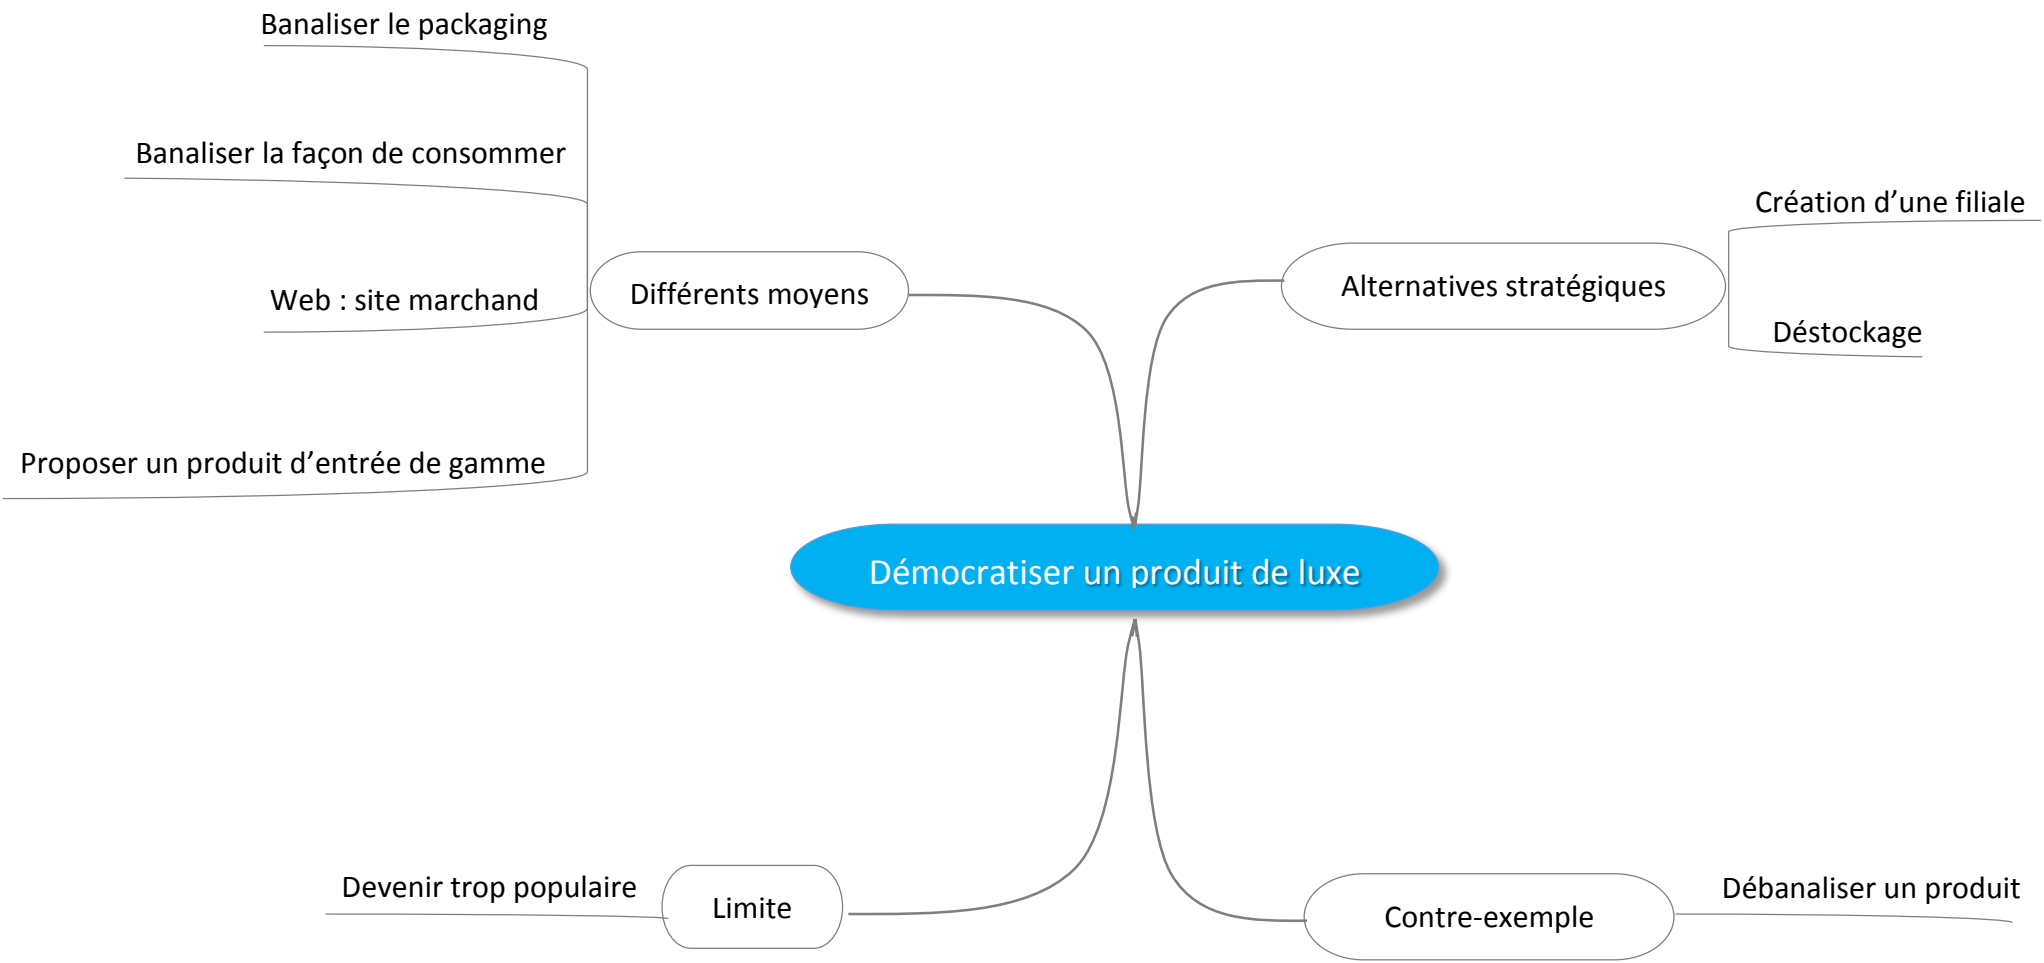 Banaliser le packaging
Banaliser la façon de consommer
Web : site marchand
Proposer un produit d’entrée de gamme
Différents moyens
Alternatives stratégiques
Création d’une filiale
Déstockage
Démocratiser un produit de luxe
Devenir trop populaire
Limite
Contre-exemple
Débanaliser un produit